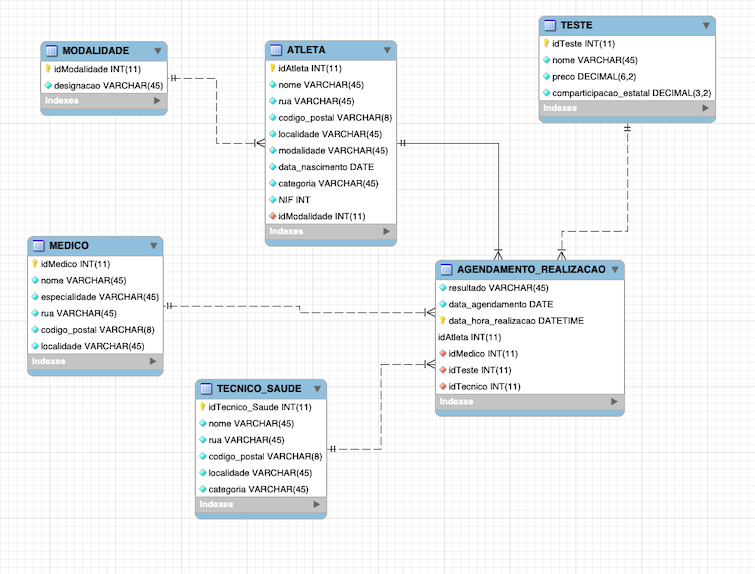 MODALIDADE
idModalidade INT(11)
designacao VARCHAR(45)
Indexes
ATLETA
idAtleta INT(11)
nome VARCHAR(45)
rua VARCHAR(45)
codigo_postal VARCHAR(8)
localidade VARCHAR(45)
modalidade VARCHAR(45)
data_nascimento DATE
categoria VARCHAR(45)
NIF INT
idModalidade INT(11)
Indexes
TESTE
idTeste INT(11)
nome VARCHAR(45)
preco DECIMAL(6,2)
comparticipacao_estatal DECIMAL(3,2)
Indexes
MEDICO
idMedico INT(11)
nome VARCHAR(45)
especialidade VARCHAR(45)
rua VARCHAR(45)
codigo_postal VARCHAR(8)
localidade VARCHAR(45)
Indexes
AGENDAMENTO_REALIZACAO
resultado VARCHAR(45)
data_agendamento DATE
data_hora_realizacao DATETIME
idAtleta INT(11)
idMedico INT(11)
idTeste INT(11)
idTecnico INT(11)
Indexes
TECNICO_SAUDE
idTecnico_Saude INT(11)
nome VARCHAR(45)
rua VARCHAR(45)
codigo_postal VARCHAR(8)
localidade VARCHAR(45)
categoria VARCHAR(45)
Indexes